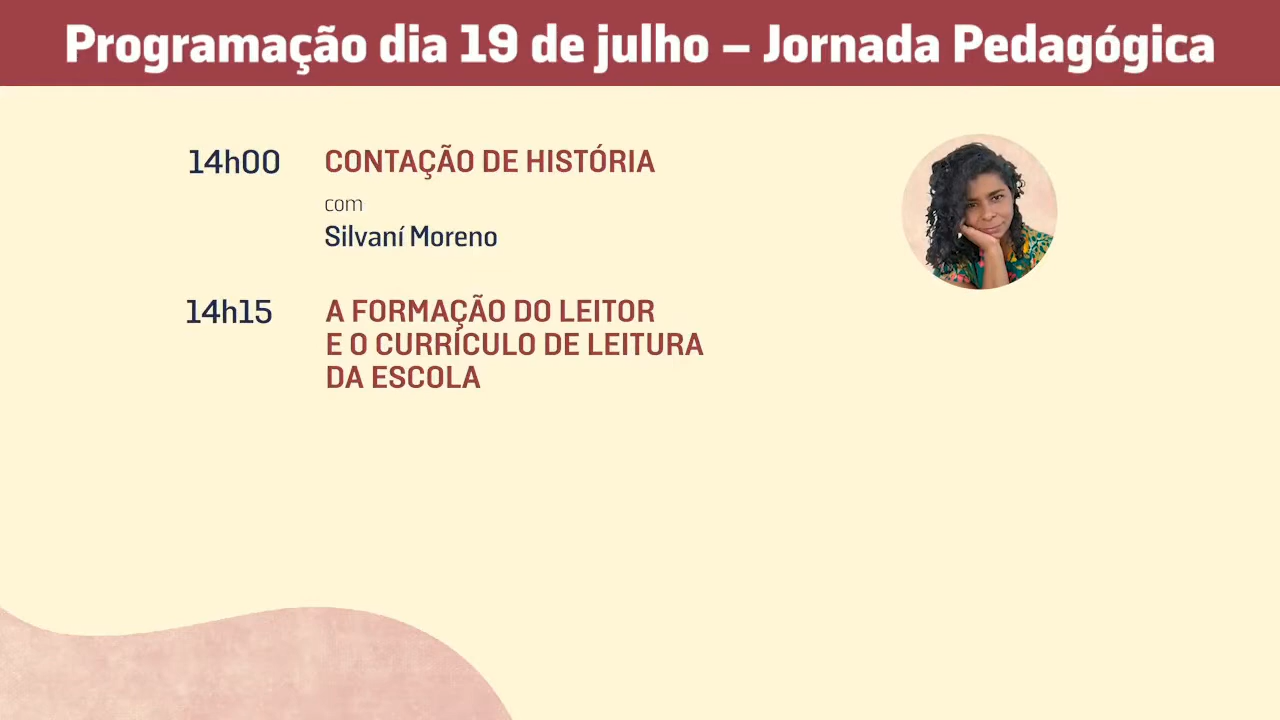 Programação dia 19 de julho – Jornada Pedagógica
14h00 CONTAÇÃO DE HISTÓRIA
com
Silvaní Moreno
14h15 A FORMAÇÃO DO LEITOR
E O CURRÍCULO DE LEITURA
DA ESCOLA